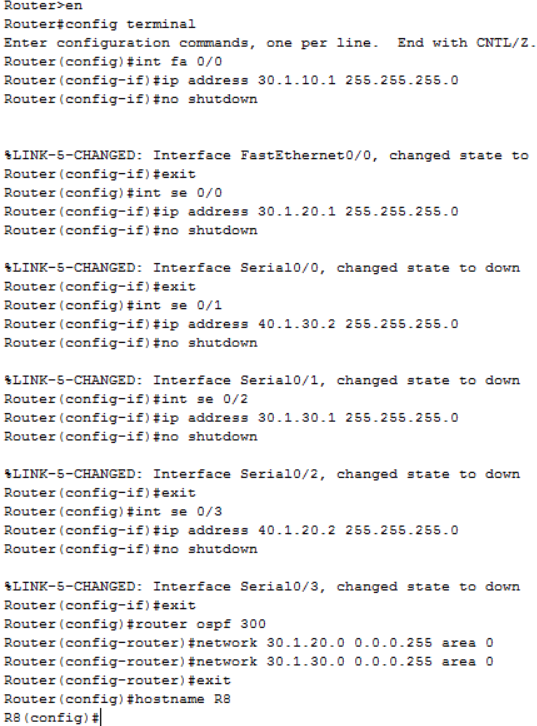 Router>en
Router#config terminal
Enter configuration commands, one per line.  End with CNTL/Z.
Router(config)#int fa 0/0
Router(config-if)#ip address 30.1.10.1 255.255.255.0
Router(config-if)#no shutdown
%LINK-5-CHANGED: Interface FastEthernet0/0, changed state to
Router(config-if)#exit
Router(config)#int se 0/0
Router(config-if)#ip address 30.1.20.1 255.255.255.0
Router(config-if)#no shutdown
%LINK-5-CHANGED: Interface Serial0/0, changed state to down
Router(config-if)#exit
Router(config)#int se 0/1
Router(config-if)#ip address 40.1.30.2 255.255.255.0
Router(config-if)#no shutdown
%LINK-5-CHANGED: Interface Serial0/1, changed state to down
Router(config-if)#int se 0/2
Router(config-if)#ip address 30.1.30.1 255.255.255.0
Router(config-if)#no shutdown
%LINK-5-CHANGED: Interface Serial0/2, changed state to down
Router(config-if)#exit
Router(config)#int se 0/3
Router(config-if)#ip address 40.1.20.2 255.255.255.0
Router(config-if)#no shutdown
%LINK-5-CHANGED: Interface Serial0/3, changed state to down
Router(config-if)#exit
Router(config)#router ospf 300
Router(config-router)#network 30.1.20.0 0.0.0.255 area 0
Router(config-router)#network 30.1.30.0 0.0.0.255 area 0
Router(config-router)#exit
Router(config)#hostname R8
R8(config)#